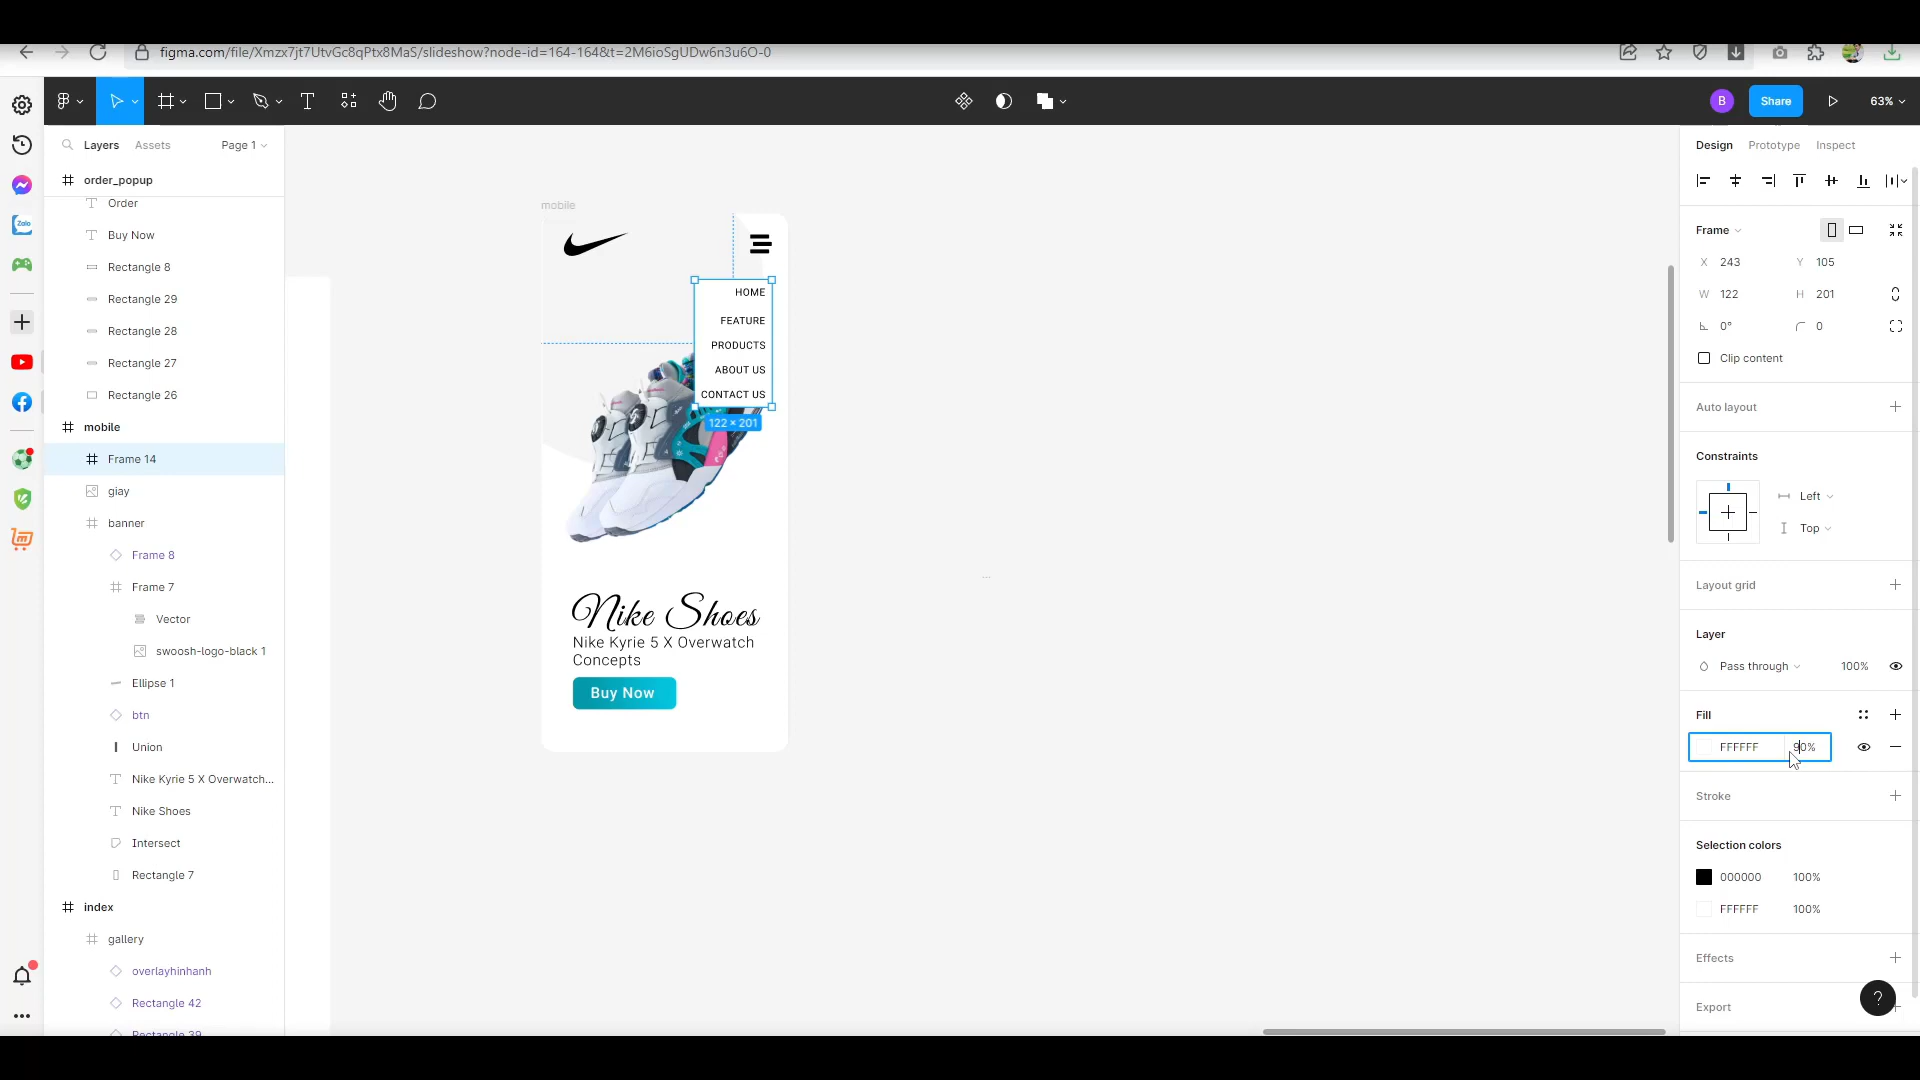 figma.com/file/Xmzx7jt7UtvGc8qPtx8MaS/slideshow?node-id=164-164&t=2M6ioSgUDw6n3u6O-0
B
Share
63%
Layers
Assets
Page 1
order_popup
Order
Buy Now
Rectangle 8
Rectangle 29
Rectangle 28
Rectangle 27
Rectangle 26
mobile
Frame 14
giay
banner
Frame 8
Frame 7
Vector
swoosh-logo-black 1
Ellipse 1
btn
Union
Nike Kyrie 5 X Overwatch...
Nike Shoes
Intersect
Rectangle 7
index
gallery
overlayhinhanh
Rectangle 42
Rectangle 39
Zalo
mobile
HOME
FEATURE
PRODUCTS
ABOUT US
CONTACT US
122 × 201
Nike Shoes
Nike Kyrie 5 X Overwatch
Concepts
Buy Now
...
Design
Prototype
Inspect
Frame
X 243
Y 105
W 122
H 201
0°
0
Clip content
Auto layout
Constraints
Left
Top
Layout grid
Layer
Pass through
100%
Fill
FFFFFF
90%
Stroke
Selection colors
000000
100%
FFFFFF
100%
Effects
Export
?